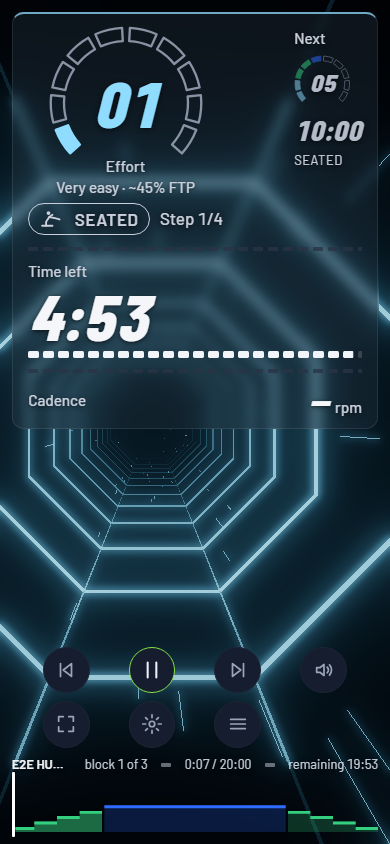 Next
01
05
10:00
SEATED
Effort
Very easy · ~45% FTP
SEATED
Step 1/4
Time left
4:53
Cadence
— rpm
E2E HU...
block 1 of 3
0:07 / 20:00
remaining 19:53